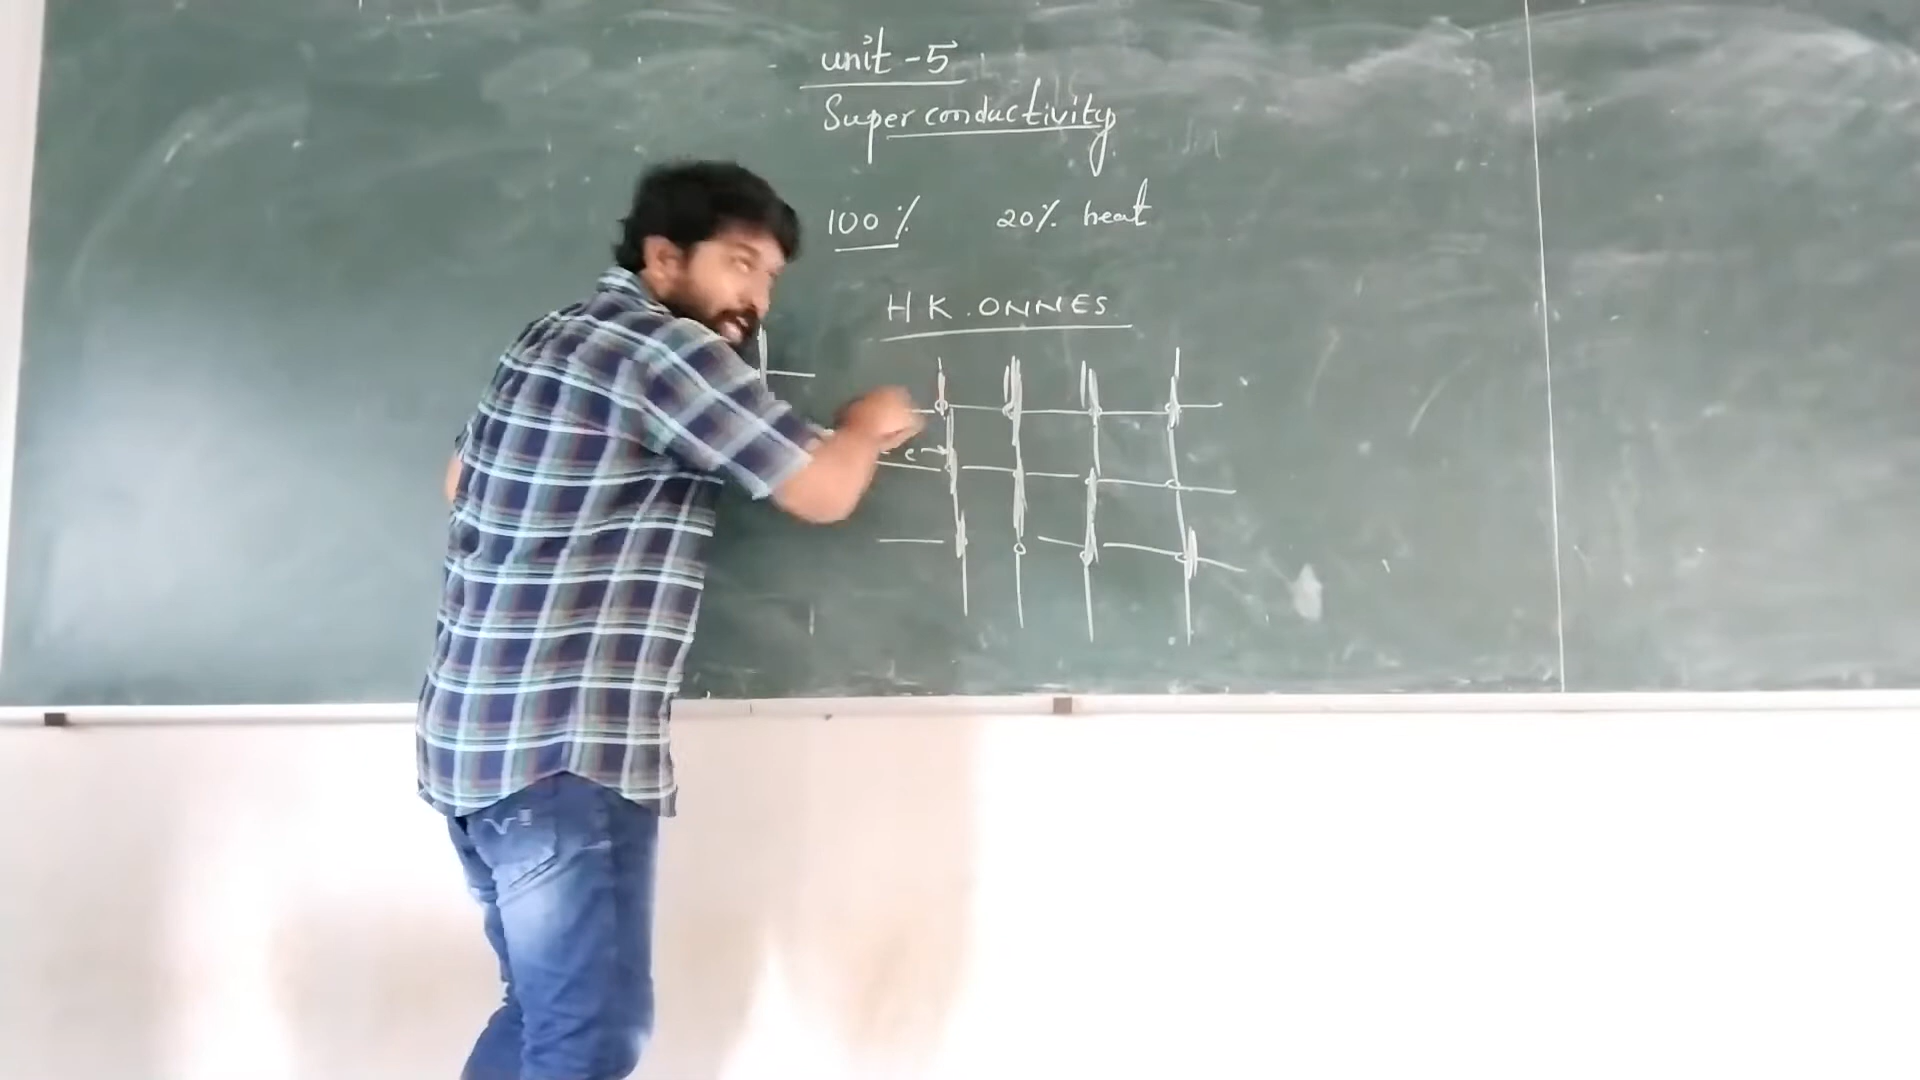 unit - 5
Super conductivity
100 % 20% heat
H K. ONNES
e